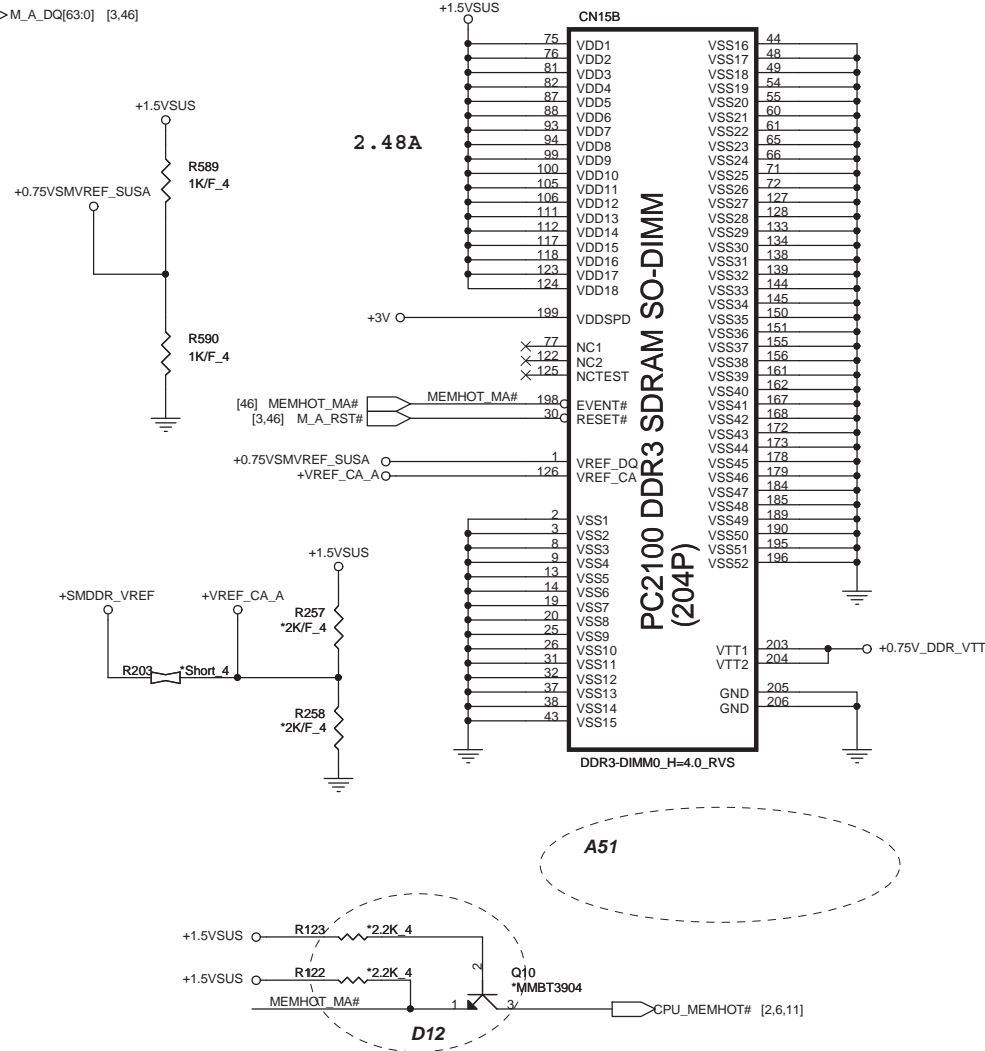 M_A_DQ[63:0] [3,46]
+1.5VSUS
R589
1K/F_4
+0.75VSMVREF_SUSA
R590
1K/F_4
+SMDDR_VREF
+VREF_CA_A
+1.5VSUS
R257
*2K/F_4
R203
*Short_4
R258
*2K/F_4
+1.5VSUS
CN15B
2.48A
75 VDD1
76 VDD2
81 VDD3
82 VDD4
87 VDD5
88 VDD6
93 VDD7
94 VDD8
99 VDD9
100 VDD10
105 VDD11
106 VDD12
111 VDD13
112 VDD14
117 VDD15
118 VDD16
123 VDD17
124 VDD18
+3V 199 VDDSPD
77 NC1
122 NC2
125 NCTEST
[46] MEMHOT_MA# MEMHOT_MA# 198 EVENT#
[3,46] M_A_RST# 30 RESET#
+0.75VSMVREF_SUSA 1 VREF_DQ
+VREF_CA_A 126 VREF_CA
2 VSS1
3 VSS2
8 VSS3
9 VSS4
13 VSS5
14 VSS6
19 VSS7
20 VSS8
25 VSS9
26 VSS10
31 VSS11
32 VSS12
37 VSS13
38 VSS14
43 VSS15
PC2100 DDR3 SDRAM SO-DIMM
(204P)
VSS16 44
VSS17 48
VSS18 49
VSS19 54
VSS20 55
VSS21 60
VSS22 61
VSS23 65
VSS24 66
VSS25 71
VSS26 72
VSS27 127
VSS28 128
VSS29 133
VSS30 134
VSS31 138
VSS32 139
VSS33 144
VSS34 145
VSS35 150
VSS36 151
VSS37 155
VSS38 156
VSS39 161
VSS40 162
VSS41 167
VSS42 168
VSS43 172
VSS44 173
VSS45 178
VSS46 179
VSS47 184
VSS48 185
VSS49 189
VSS50 190
VSS51 195
VSS52 196
VTT1 203
VTT2 204
+0.75V_DDR_VTT
GND 205
GND 206
DDR3-DIMM0_H=4.0_RVS
A51
+1.5VSUS R123 *2.2K_4
+1.5VSUS R122 *2.2K_4
MEMHOT_MA# 1 2 3
Q10
*MMBT3904
CPU_MEMHOT# [2,6,11]
D12